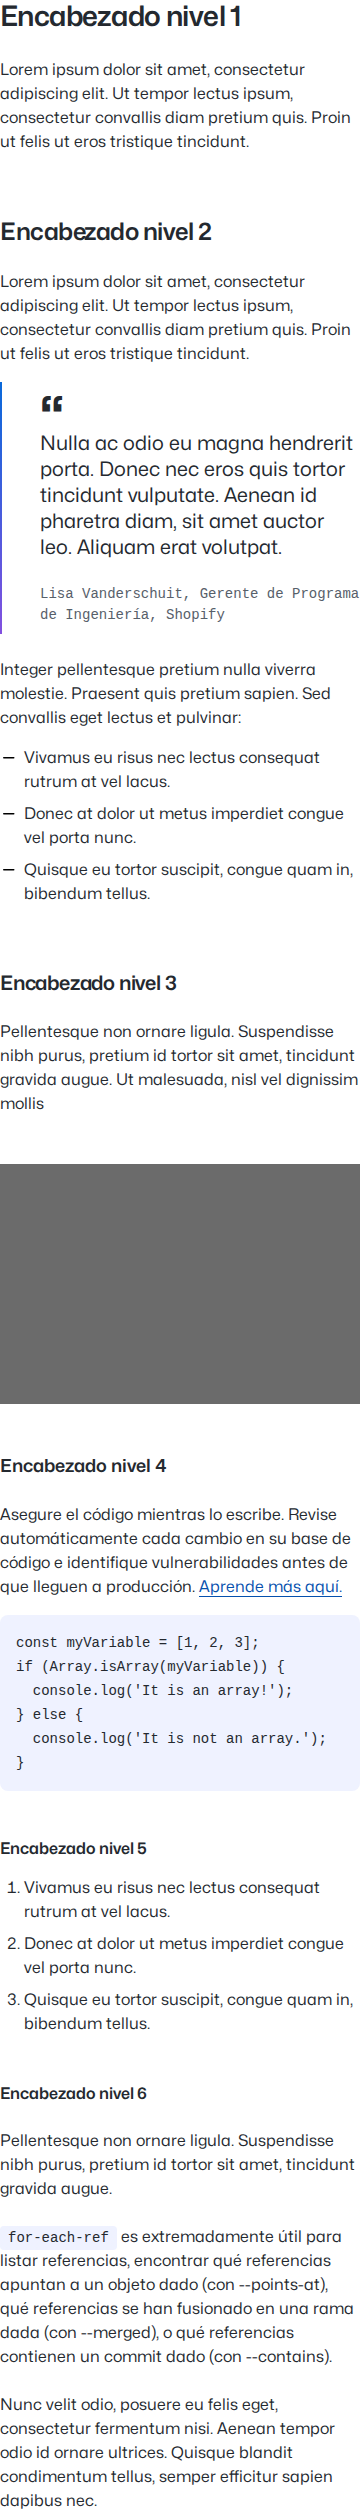 Encabezado nivel 1
Lorem ipsum dolor sit amet, consectetur
adipiscing elit. Ut tempor lectus ipsum,
consectetur convallis diam pretium quis. Proin
ut felis ut eros tristique tincidunt.
Encabezado nivel 2
Lorem ipsum dolor sit amet, consectetur
adipiscing elit. Ut tempor lectus ipsum,
consectetur convallis diam pretium quis. Proin
ut felis ut eros tristique tincidunt.
“
Nulla ac odio eu magna hendrerit
porta. Donec nec eros quis tortor
tincidunt vulputate. Aenean id
pharetra diam, sit amet auctor
leo. Aliquam erat volutpat.
Lisa Vanderschuit, Gerente de Programa
de Ingeniería, Shopify
Integer pellentesque pretium nulla viverra
molestie. Praesent quis pretium sapien. Sed
convallis eget lectus et pulvinar:
— Vivamus eu risus nec lectus consequat
rutrum at vel lacus.
— Donec at dolor ut metus imperdiet congue
vel porta nunc.
— Quisque eu tortor suscipit, congue quam in,
bibendum tellus.
Encabezado nivel 3
Pellentesque non ornare ligula. Suspendisse
nibh purus, pretium id tortor sit amet, tincidunt
gravida augue. Ut malesuada, nisl vel dignissim
mollis
Encabezado nivel 4
Asegure el código mientras lo escribe. Revise
automáticamente cada cambio en su base de
código e identifique vulnerabilidades antes de
que lleguen a producción. Aprende más aquí.
const myVariable = [1, 2, 3];
if (Array.isArray(myVariable)) {
  console.log('It is an array!');
} else {
  console.log('It is not an array.');
}
Encabezado nivel 5
1. Vivamus eu risus nec lectus consequat
rutrum at vel lacus.
2. Donec at dolor ut metus imperdiet congue
vel porta nunc.
3. Quisque eu tortor suscipit, congue quam in,
bibendum tellus.
Encabezado nivel 6
Pellentesque non ornare ligula. Suspendisse
nibh purus, pretium id tortor sit amet, tincidunt
gravida augue.
for-each-ref es extremadamente útil para
listar referencias, encontrar qué referencias
apuntan a un objeto dado (con --points-at),
qué referencias se han fusionado en una rama
dada (con --merged), o qué referencias
contienen un commit dado (con --contains).
Nunc velit odio, posuere eu felis eget,
consectetur fermentum nisi. Aenean tempor
odio id ornare ultrices. Quisque blandit
condimentum tellus, semper efficitur sapien
dapibus nec.